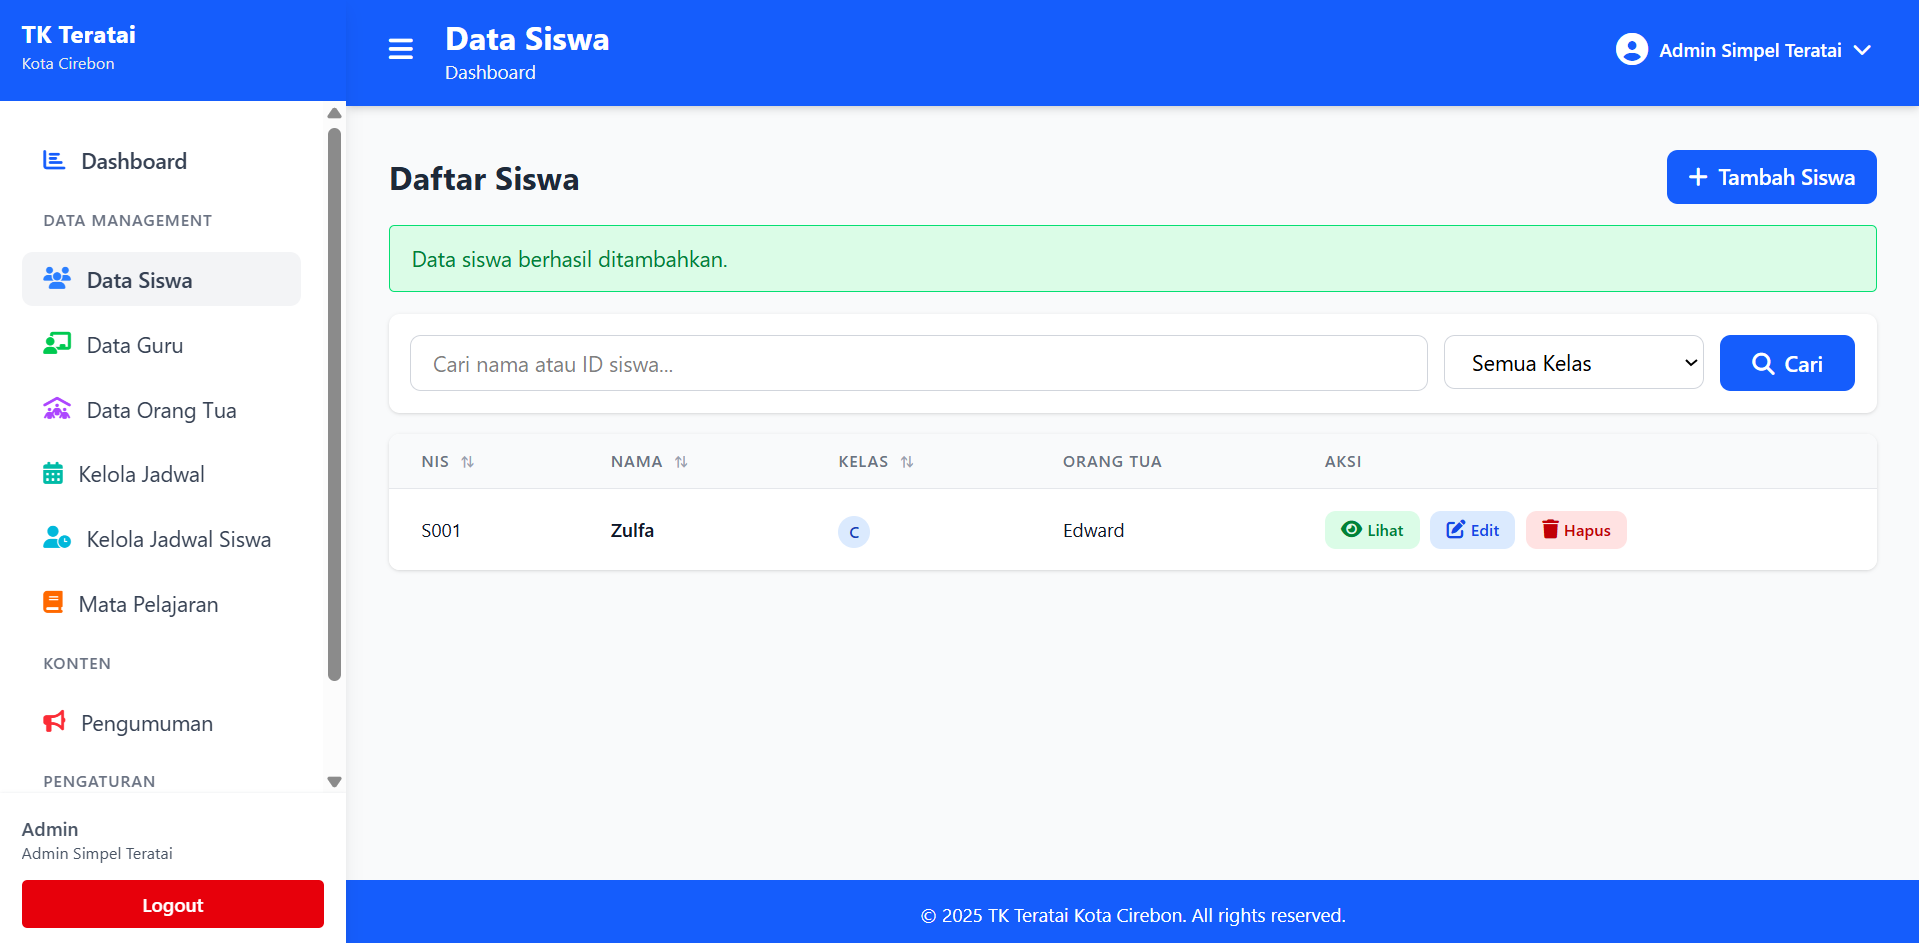 TK Teratai
Kota Cirebon
Dashboard
DATA MANAGEMENT
Data Siswa
Data Guru
Data Orang Tua
Kelola Jadwal
Kelola Jadwal Siswa
Mata Pelajaran
KONTEN
Pengumuman
PENGATURAN
Admin
Admin Simpel Teratai
Logout
Data Siswa
Dashboard
Admin Simpel Teratai
Daftar Siswa
Tambah Siswa
Data siswa berhasil ditambahkan.
Cari nama atau ID siswa...
Semua Kelas
Cari
NIS NAMA KELAS ORANG TUA AKSI
S001 Zulfa C Edward Lihat Edit Hapus
© 2025 TK Teratai Kota Cirebon. All rights reserved.